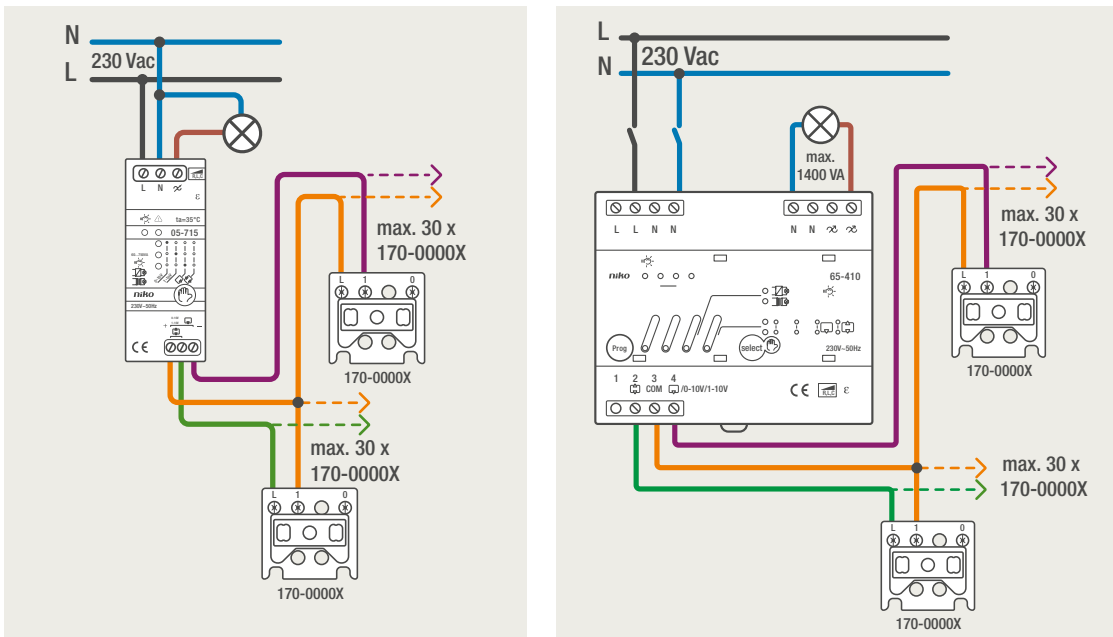 N
230 Vac
L
L N
R,L,C
ε
ta=35°C
05-715
niko
230V~50Hz
+ −
CE
max. 30 x
170-0000X
L 1 0
170-0000X
max. 30 x
170-0000X
L 1 0
170-0000X
L
230 Vac
N
max.
1400 VA
L L N N
N N
niko
65-410
Prog
select
230V~50Hz
1 2 3 4
COM
/0-10V/1-10V
CE
R,L,C
ε
max. 30 x
170-0000X
L 1 0
170-0000X
max. 30 x
170-0000X
L 1 0
170-0000X